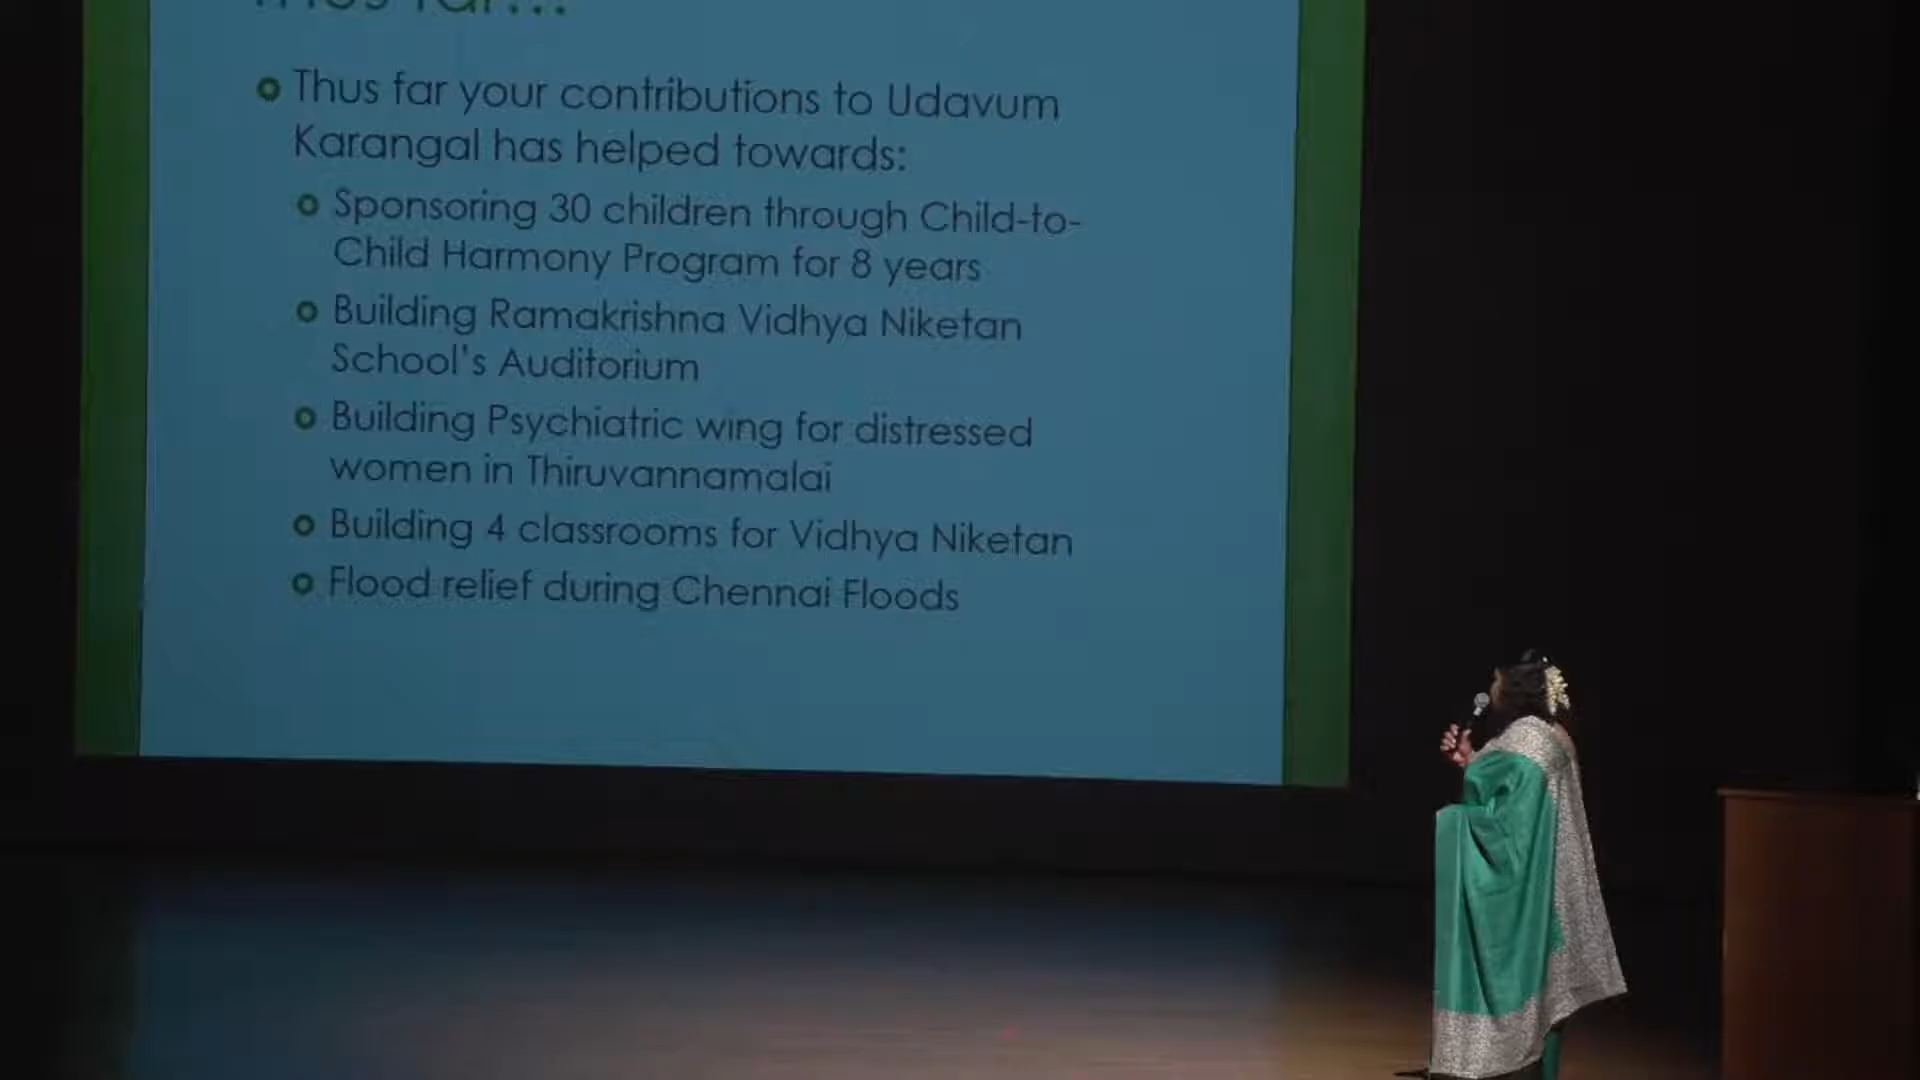 Thus far...
Thus far your contributions to Udavum
Karangal has helped towards:
Sponsoring 30 children through Child-to-
Child Harmony Program for 8 years
Building Ramakrishna Vidhya Niketan
School's Auditorium
Building Psychiatric wing for distressed
women in Thiruvannamalai
Building 4 classrooms for Vidhya Niketan
Flood relief during Chennai Floods